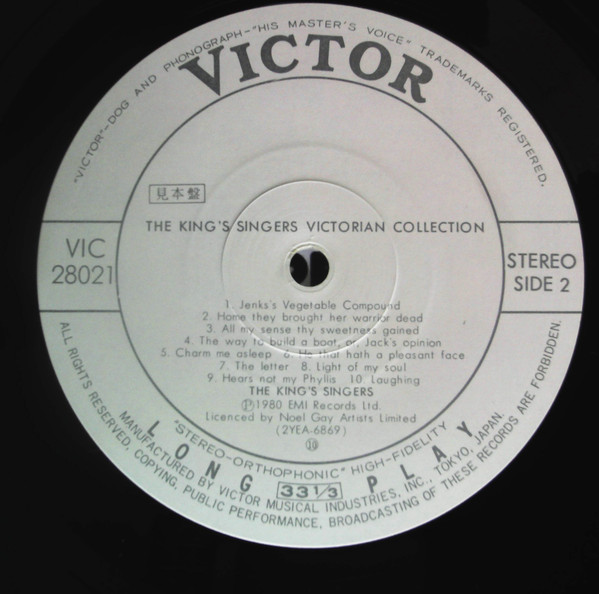 "VICTOR"-DOG AND PHONOGRAPH-"HIS MASTER'S VOICE" TRADEMARKS REGISTERED.
VICTOR
見本盤
THE KING'S SINGERS VICTORIAN COLLECTION
VIC
28021
STEREO
SIDE 2
1. Jenks's Vegetable Compound
2. Home they brought her warrior dead
3. All my sense thy sweetness gained
4. The way to build a boat, or, Jack's opinion
5. Charm me asleep 6. He that hath a pleasant face
7. The letter 8. Light of my soul
9. Hears not my Phyllis 10. Laughing
THE KING'S SINGERS
Ⓟ1980 EMI Records Ltd.
Licenced by Noel Gay Artists Limited
(2YEA-6869)
⑩
"STEREO-ORTHOPHONIC" HIGH-FIDELITY
LONG 33 1/3 PLAY
MANUFACTURED BY VICTOR MUSICAL INDUSTRIES, INC., TOKYO, JAPAN.
ALL RIGHTS RESERVED, COPYING, PUBLIC PERFORMANCE, BROADCASTING OF THESE RECORDS ARE FORBIDDEN.